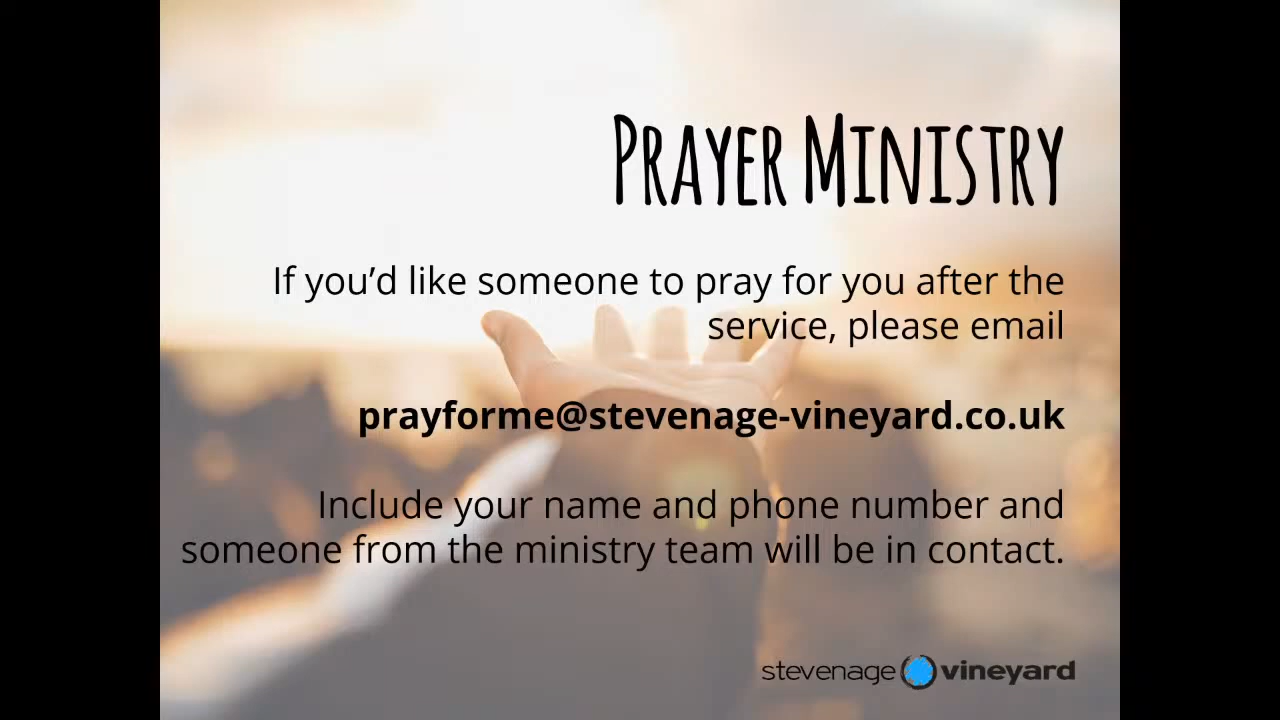 PRAYER MINISTRY
If you’d like someone to pray for you after the
service, please email
prayforme@stevenage-vineyard.co.uk
Include your name and phone number and
someone from the ministry team will be in contact.
stevenage vineyard